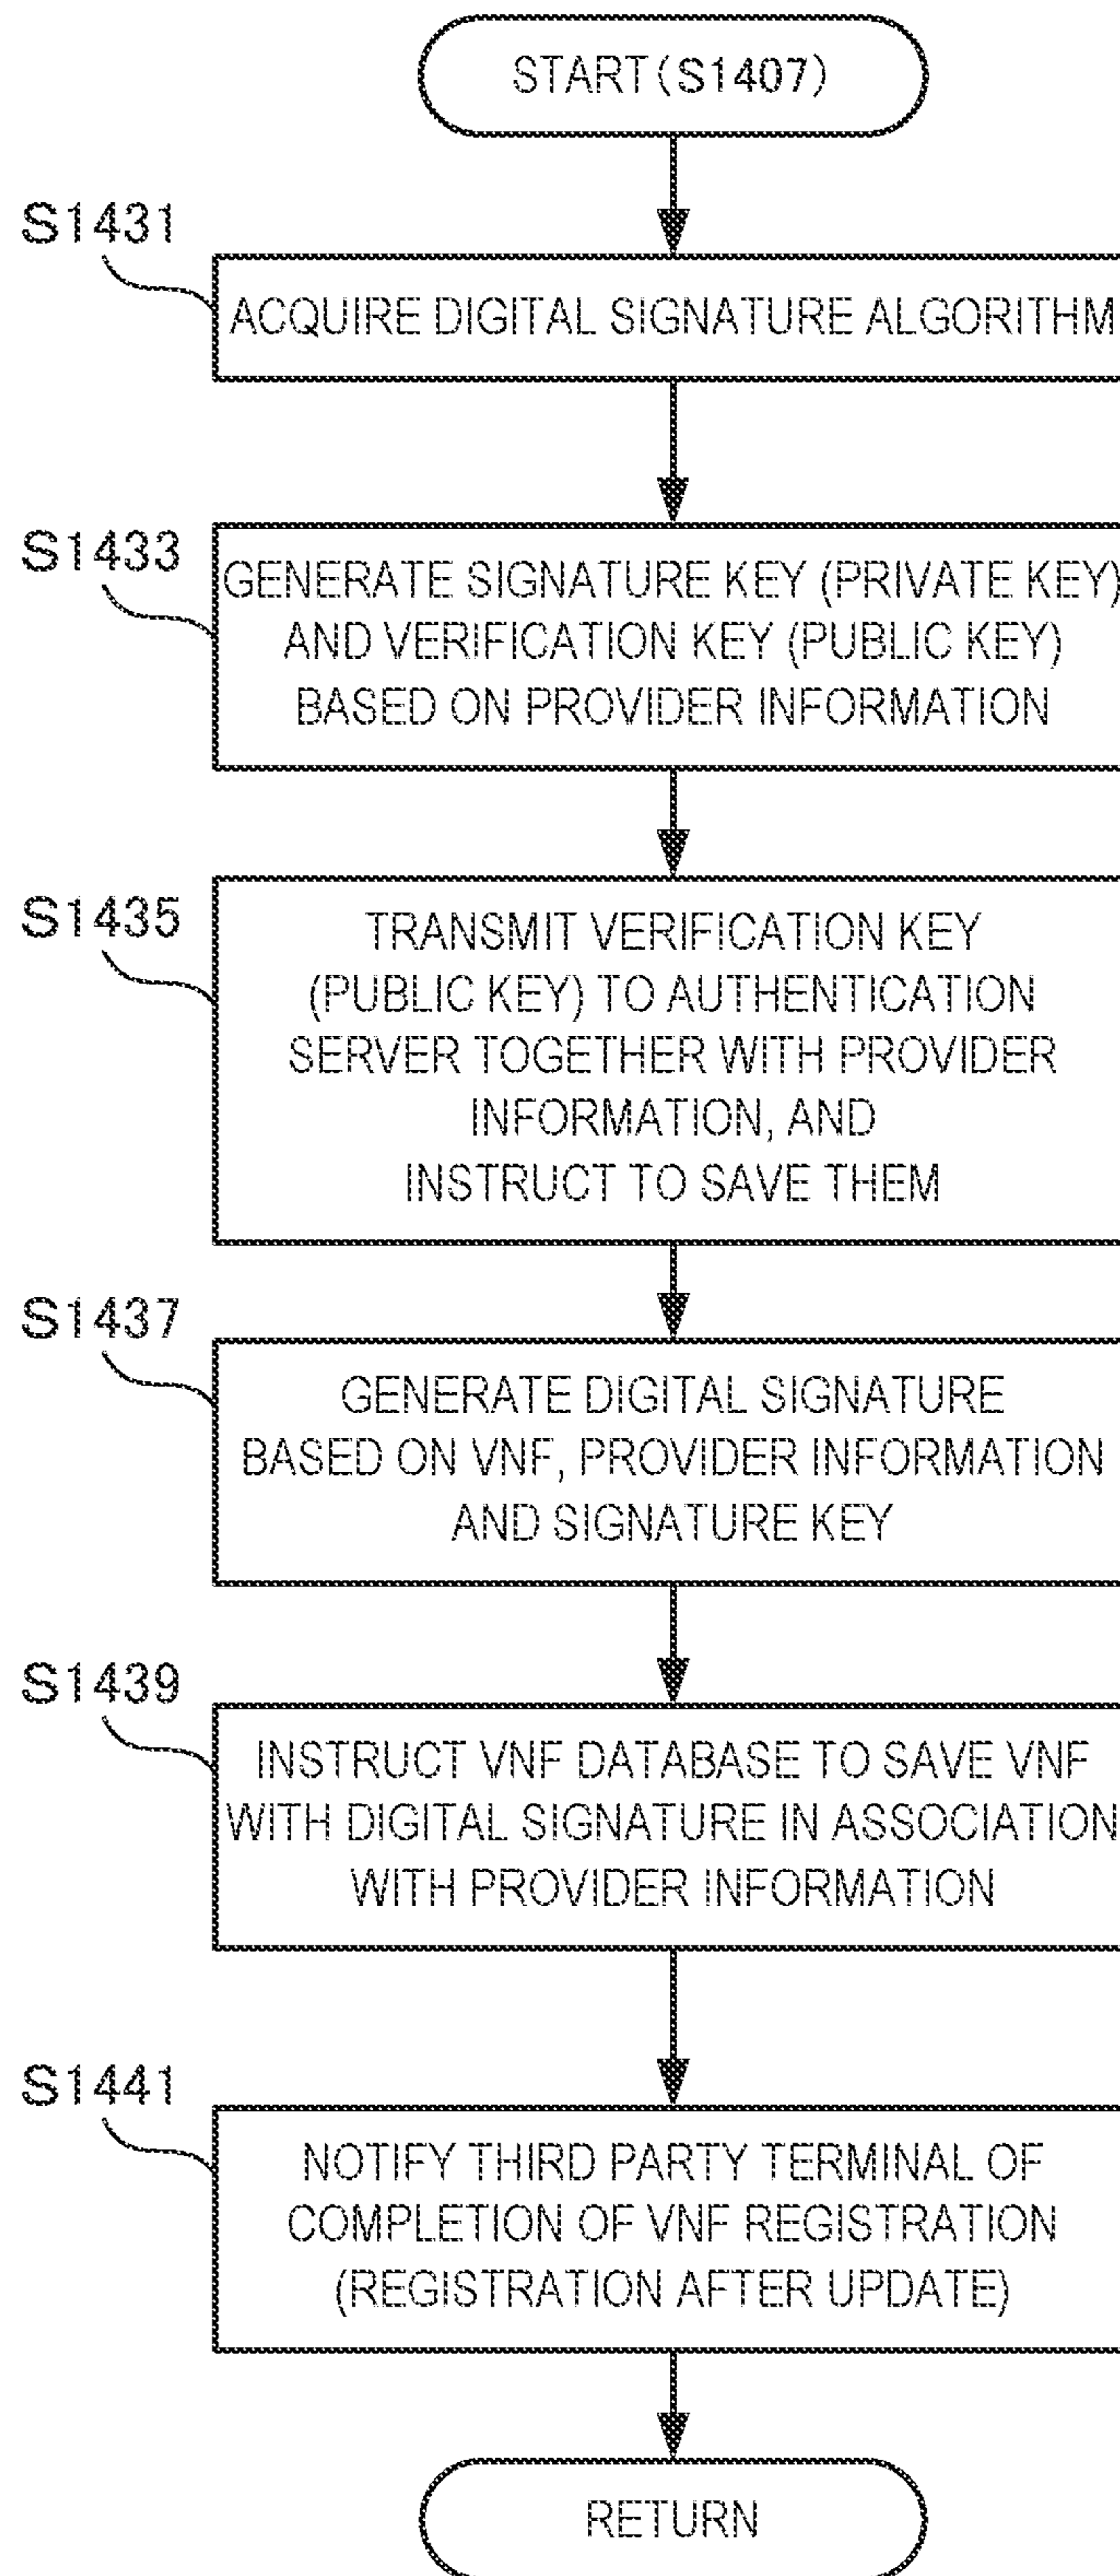 START(S1407)
S1431
ACQUIRE DIGITAL SIGNATURE ALGORITHM
S1433
GENERATE SIGNATURE KEY (PRIVATE KEY)
AND VERIFICATION KEY (PUBLIC KEY)
BASED ON PROVIDER INFORMATION
S1435
TRANSMIT VERIFICATION KEY
(PUBLIC KEY) TO AUTHENTICATION
SERVER TOGETHER WITH PROVIDER
INFORMATION, AND
INSTRUCT TO SAVE THEM
S1437
GENERATE DIGITAL SIGNATURE
BASED ON VNF, PROVIDER INFORMATION
AND SIGNATURE KEY
S1439
INSTRUCT VNF DATABASE TO SAVE VNF
WITH DIGITAL SIGNATURE IN ASSOCIATION
WITH PROVIDER INFORMATION
S1441
NOTIFY THIRD PARTY TERMINAL OF
COMPLETION OF VNF REGISTRATION
(REGISTRATION AFTER UPDATE)
RETURN